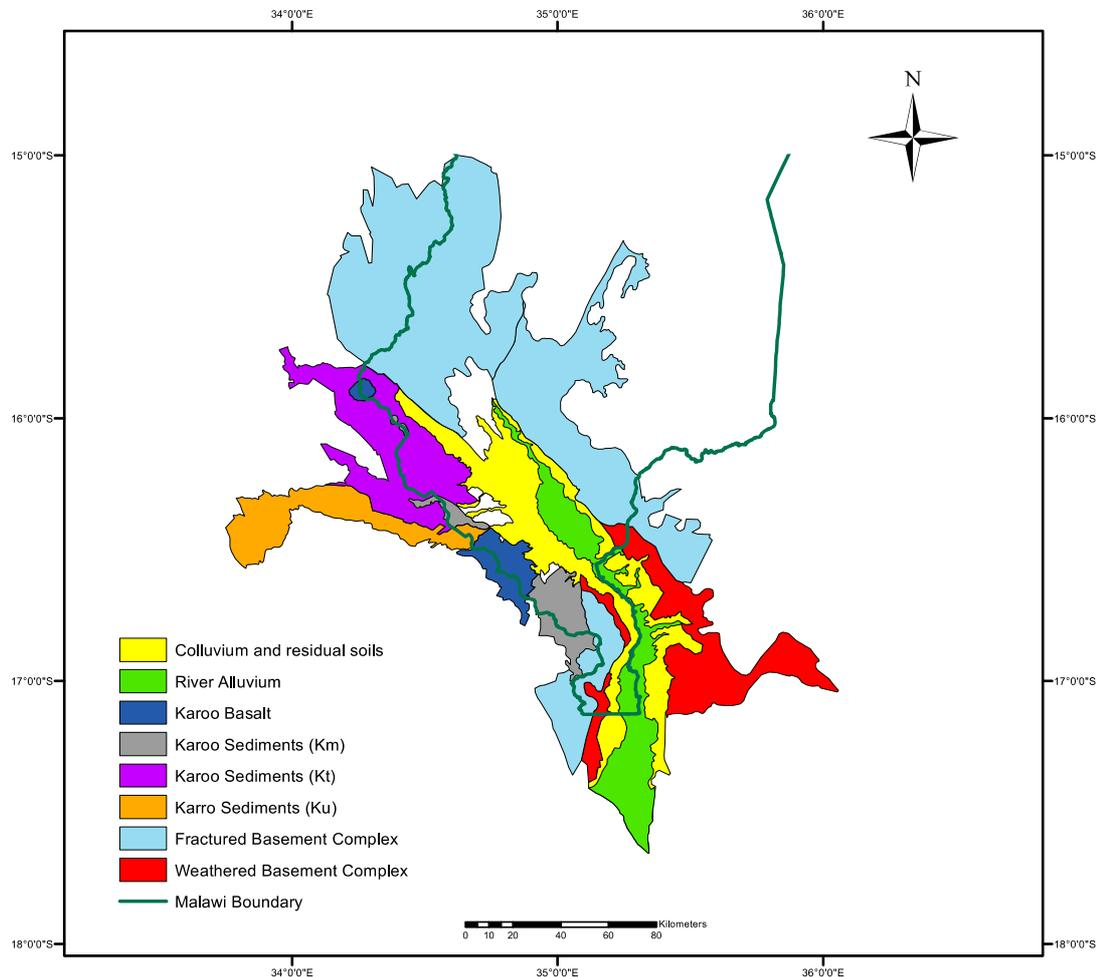 34°0'0"E 35°0'0"E 36°0'0"E
N
15°0'0"S 15°0'0"S
16°0'0"S 16°0'0"S
17°0'0"S 17°0'0"S
18°0'0"S 18°0'0"S
Colluvium and residual soils
River Alluvium
Karoo Basalt
Karoo Sediments (Km)
Karoo Sediments (Kt)
Karro Sediments (Ku)
Fractured Basement Complex
Weathered Basement Complex
Malawi Boundary
Kilometers
0 10 20 40 60 80
34°0'0"E 35°0'0"E 36°0'0"E